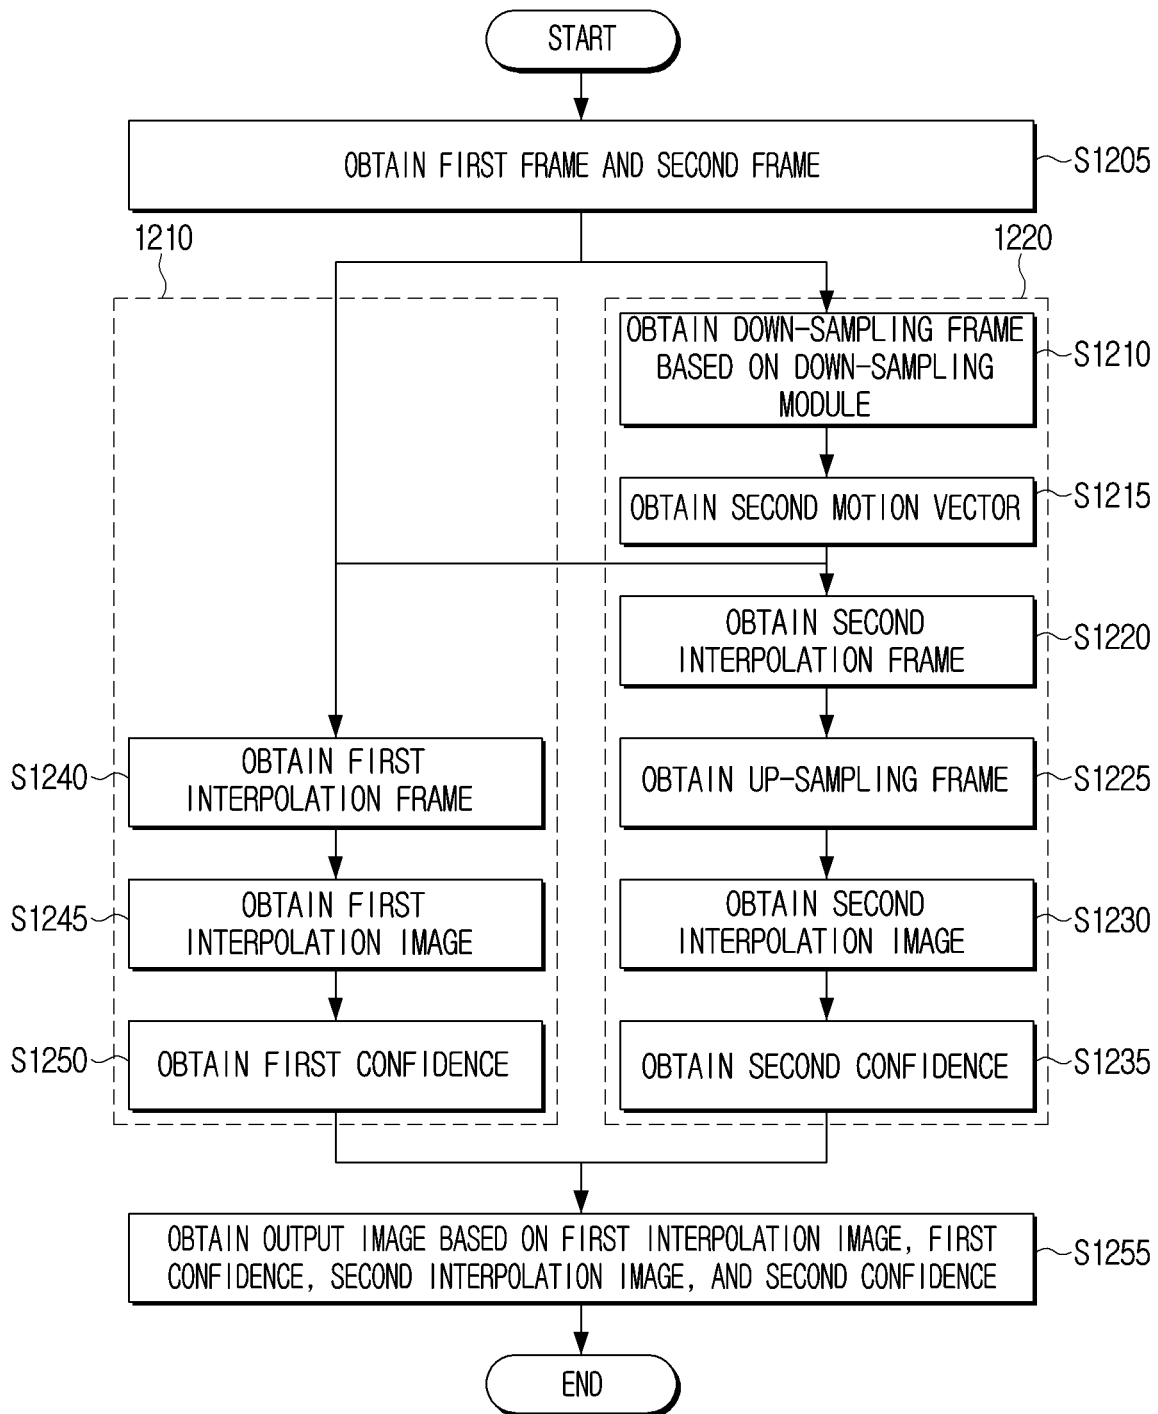 START
OBTAIN FIRST FRAME AND SECOND FRAME
S1205
1210
1220
OBTAIN DOWN-SAMPLING FRAME
BASED ON DOWN-SAMPLING
MODULE
S1210
OBTAIN SECOND MOTION VECTOR
S1215
OBTAIN SECOND
INTERPOLATION FRAME
S1220
S1240
OBTAIN FIRST
INTERPOLATION FRAME
OBTAIN UP-SAMPLING FRAME
S1225
S1245
OBTAIN FIRST
INTERPOLATION IMAGE
OBTAIN SECOND
INTERPOLATION IMAGE
S1230
S1250
OBTAIN FIRST CONFIDENCE
OBTAIN SECOND CONFIDENCE
S1235
OBTAIN OUTPUT IMAGE BASED ON FIRST INTERPOLATION IMAGE, FIRST
CONFIDENCE, SECOND INTERPOLATION IMAGE, AND SECOND CONFIDENCE
S1255
END